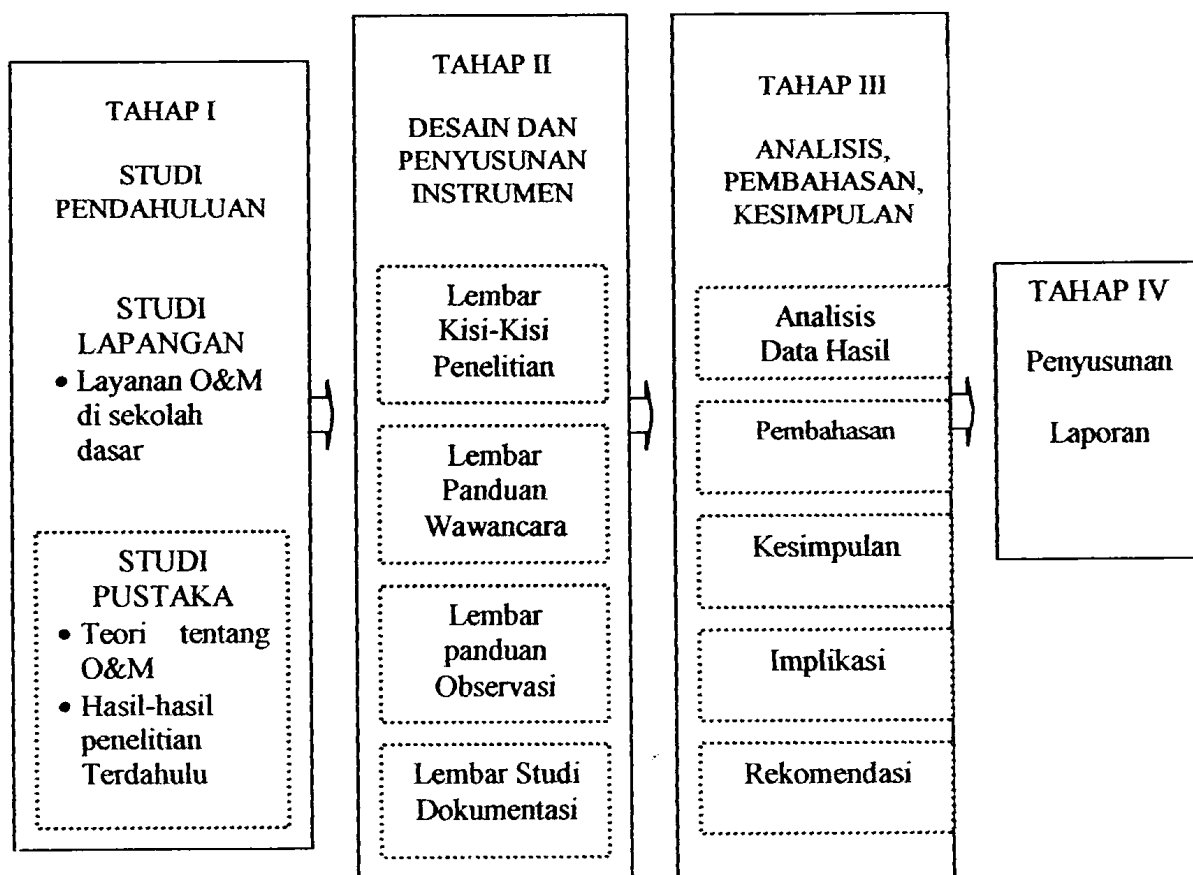 TAHAP I
STUDI
PENDAHULUAN
STUDI
LAPANGAN
• Layanan O&M
di sekolah
dasar
STUDI
PUSTAKA
• Teori tentang
O&M
• Hasil-hasil
penelitian
Terdahulu
TAHAP II
DESAIN DAN
PENYUSUNAN
INSTRUMEN
Lembar
Kisi-Kisi
Penelitian
Lembar
Panduan
Wawancara
Lembar
panduan
Observasi
Lembar Studi
Dokumentasi
TAHAP III
ANALISIS,
PEMBAHASAN,
KESIMPULAN
Analisis
Data Hasil
Pembahasan
Kesimpulan
Implikasi
Rekomendasi
TAHAP IV
Penyusunan
Laporan